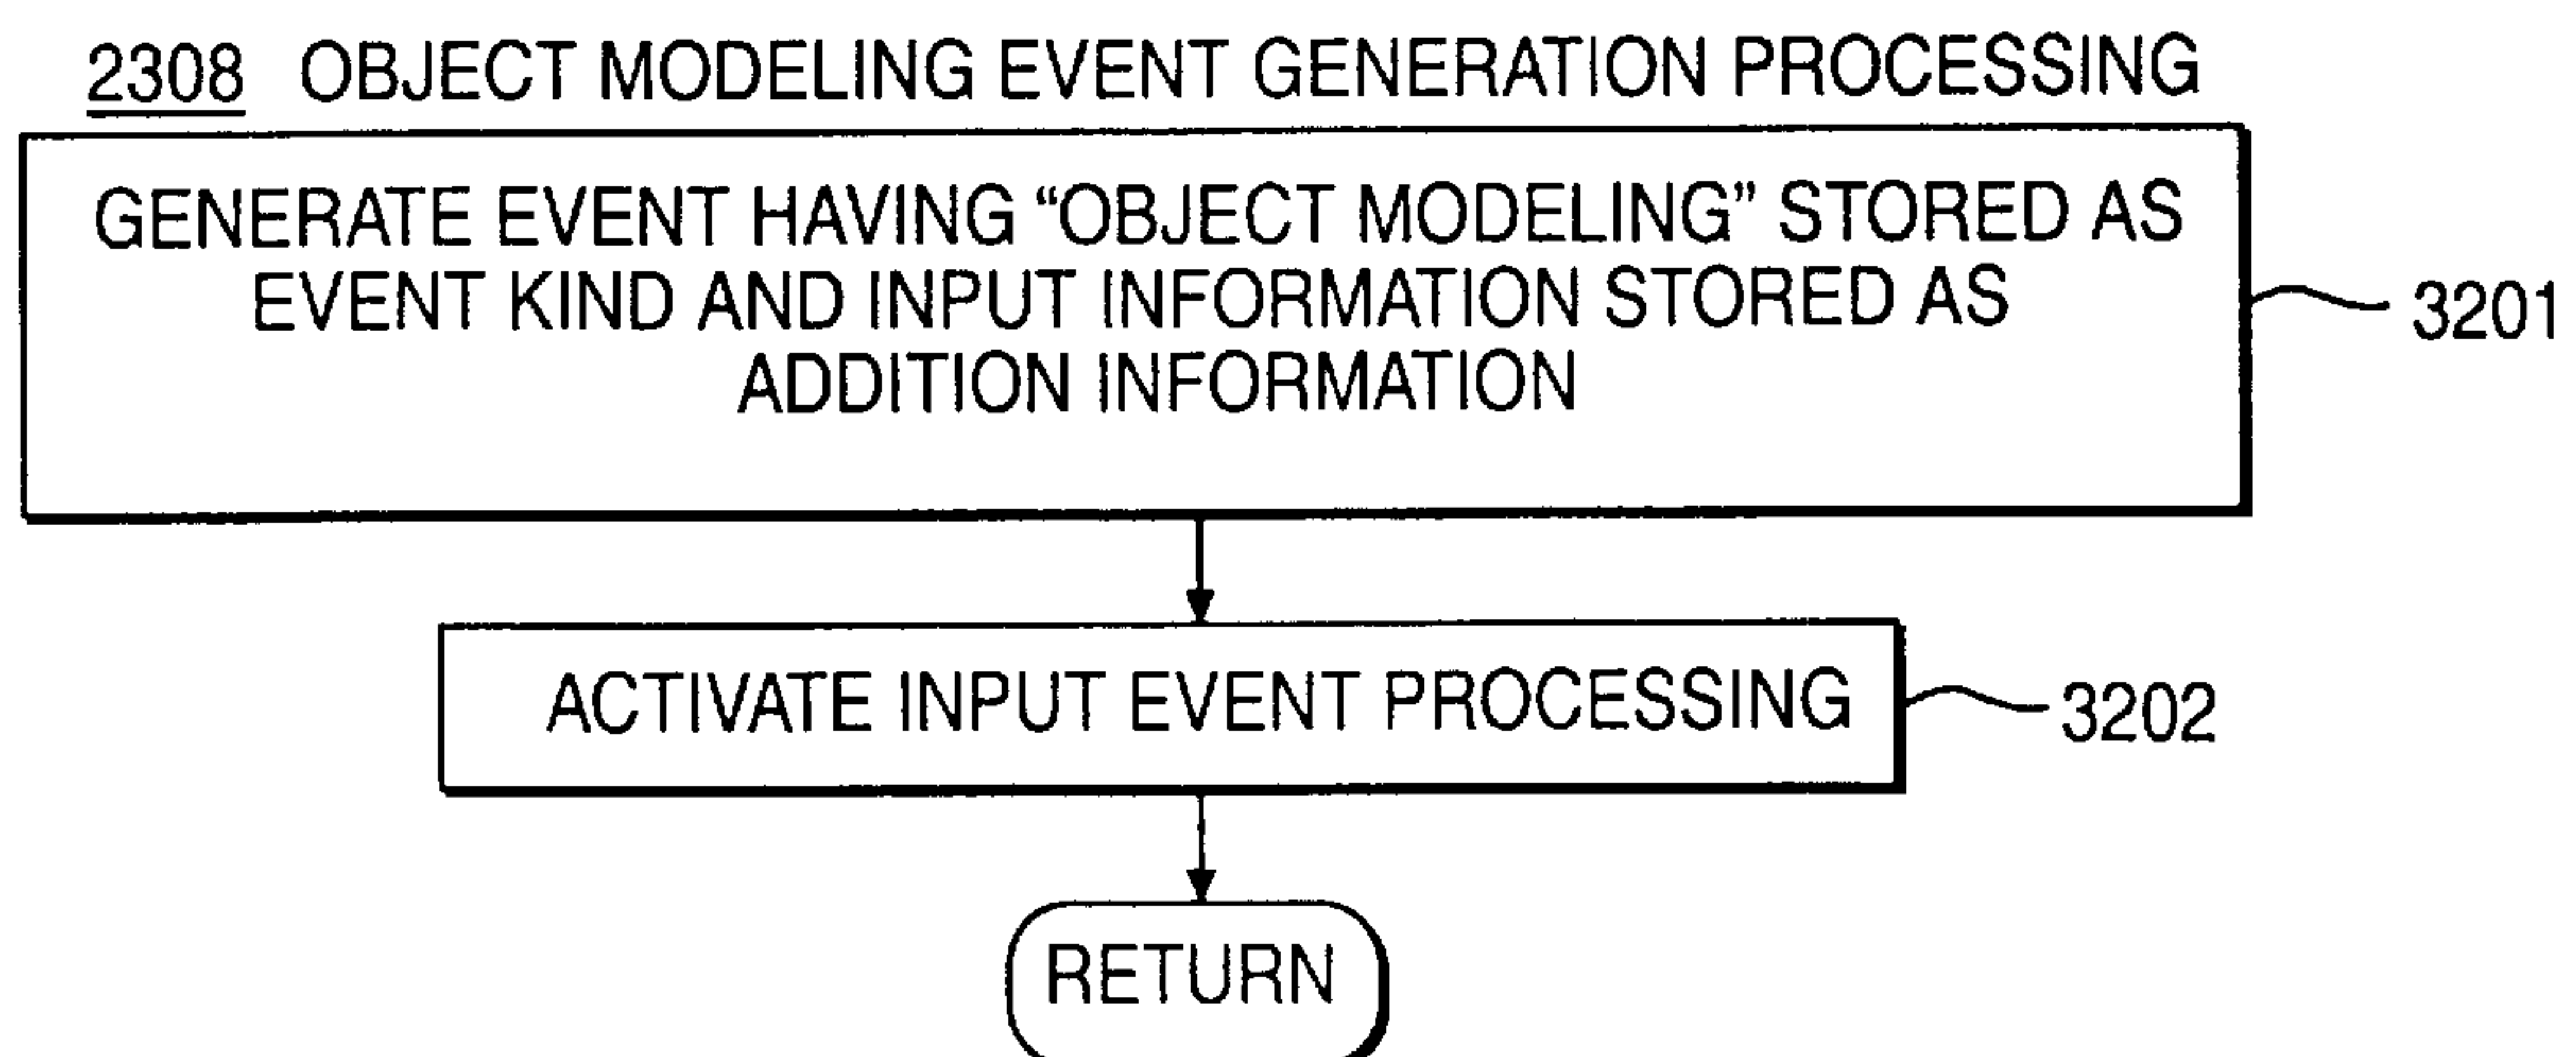 2308 OBJECT MODELING EVENT GENERATION PROCESSING
GENERATE EVENT HAVING “OBJECT MODELING” STORED AS
EVENT KIND AND INPUT INFORMATION STORED AS
ADDITION INFORMATION
3201
ACTIVATE INPUT EVENT PROCESSING
3202
RETURN